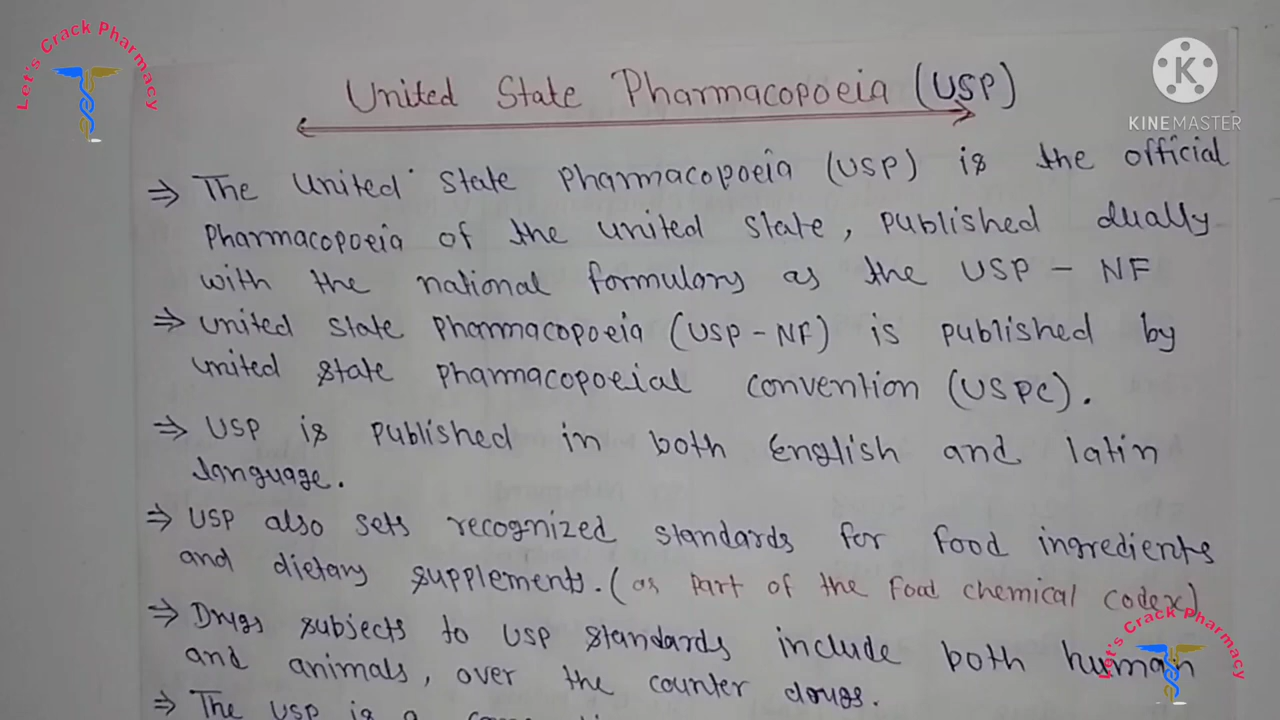 Let's Crack Pharmacy
KINEMASTER
United State Pharmacopoeia (USP)
⇒ The United State Pharmacopoeia (USP) is the official
Pharmacopoeia of the united state, published dually
with the national formulary as the USP - NF
⇒ United state Pharmacopoeia (USP - NF) is published by
united state pharmacopoeial convention (USPC).
⇒ USP is published in both English and latin
language.
⇒ USP also sets recognized standards for food ingredients
and dietary supplements. (as part of the food chemical codex)
⇒ Drugs subjects to USP standards include both human
and animals, over the counter drugs.
⇒ The USP is a
Let's Crack Pharmacy